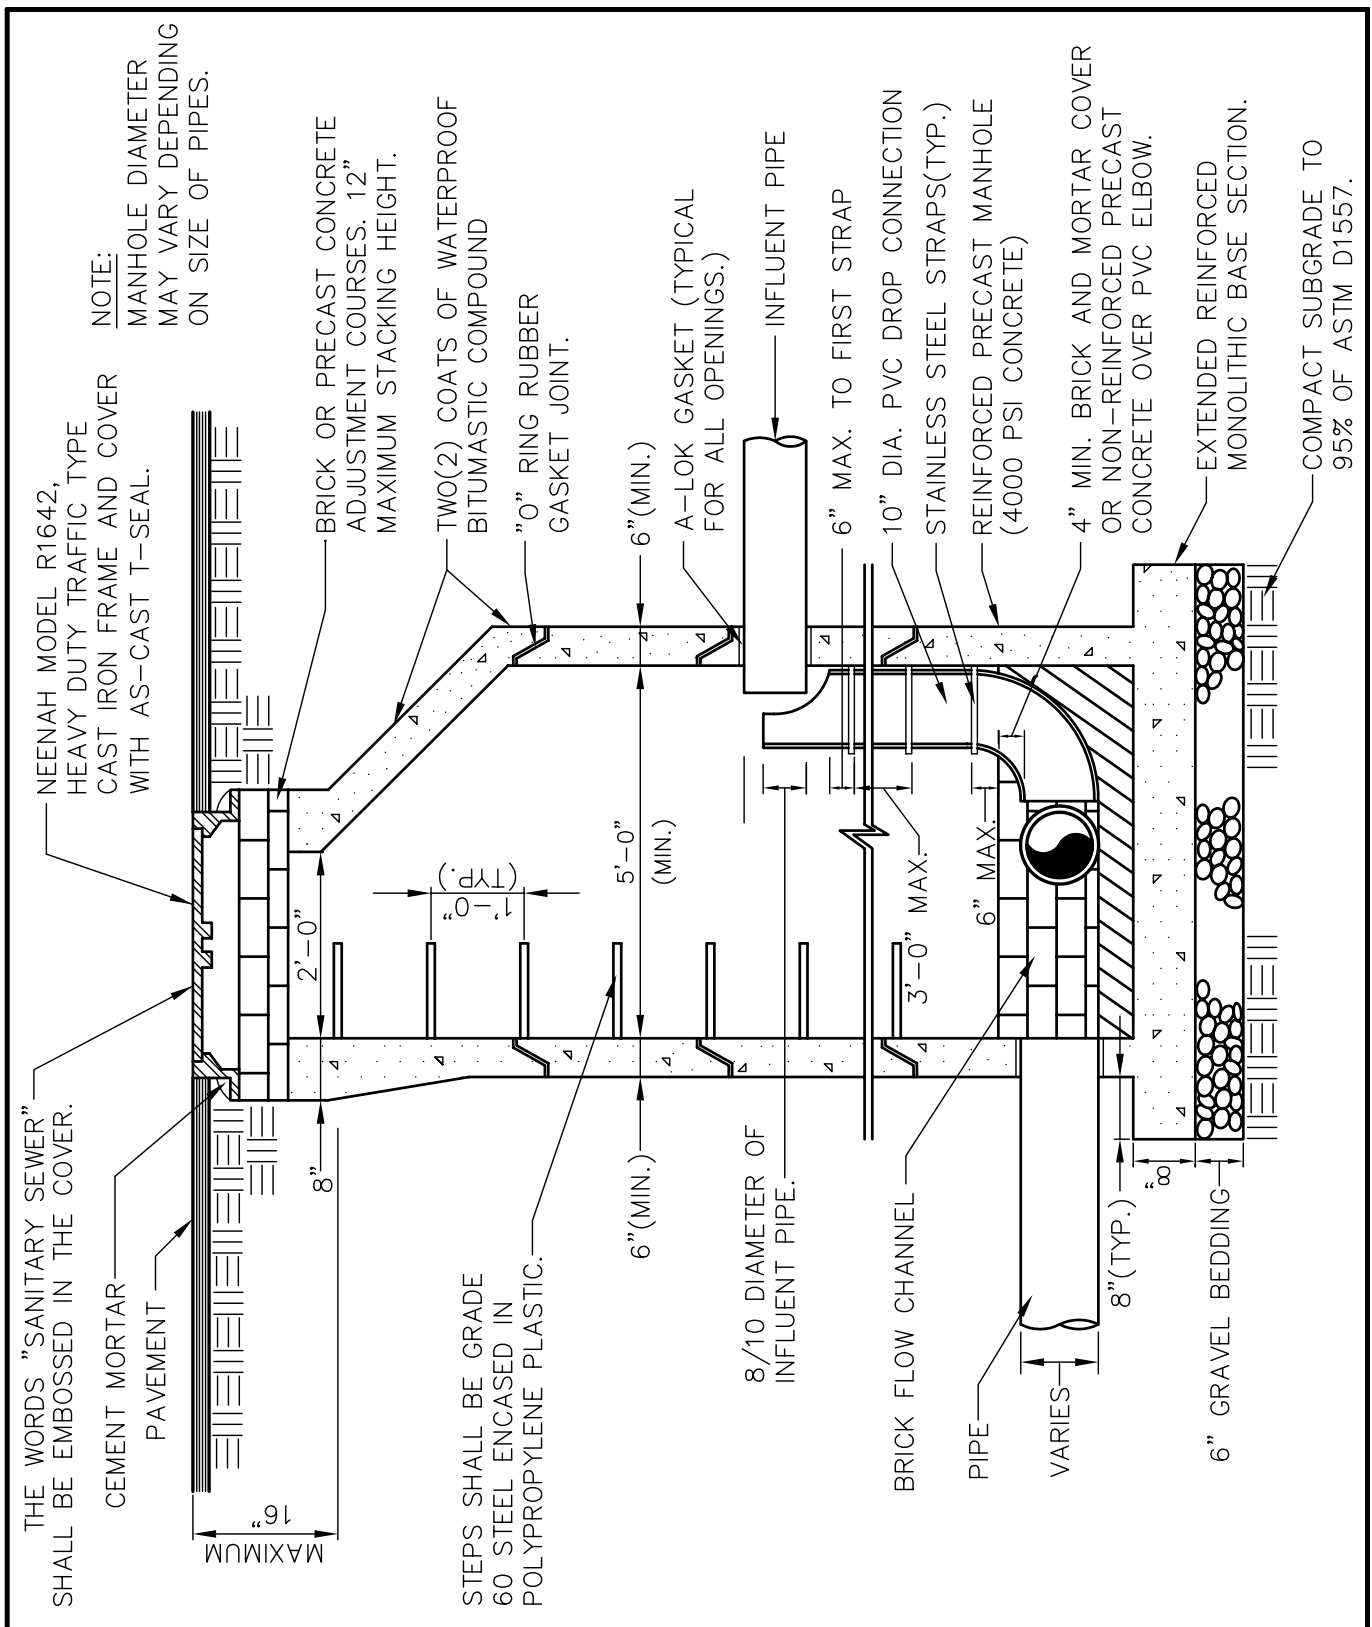 NOTE:
MANHOLE DIAMETER
MAY VARY DEPENDING
ON SIZE OF PIPES.
NEENAH MODEL R1642,
HEAVY DUTY TRAFFIC TYPE
CAST IRON FRAME AND COVER
WITH AS-CAST T-SEAL.
THE WORDS "SANITARY SEWER"
SHALL BE EMBOSSED IN THE COVER.
CEMENT MORTAR
PAVEMENT
16"
MAXIMUM
BRICK OR PRECAST CONCRETE
ADJUSTMENT COURSES. 12"
MAXIMUM STACKING HEIGHT.
TWO(2) COATS OF WATERPROOF
BITUMASTIC COMPOUND
"O" RING RUBBER
GASKET JOINT.
2'-0"
8"
1'-0"
(TYP.)
6"(MIN.)
5'-0"
(MIN.)
6"(MIN.)
STEPS SHALL BE GRADE
60 STEEL ENCASED IN
POLYPROPYLENE PLASTIC.
A-LOK GASKET (TYPICAL
FOR ALL OPENINGS.)
INFLUENT PIPE
8/10 DIAMETER OF
INFLUENT PIPE.
6" MAX. TO FIRST STRAP
10" DIA. PVC DROP CONNECTION
STAINLESS STEEL STRAPS(TYP.)
3'-0" MAX.
6" MAX.
REINFORCED PRECAST MANHOLE
(4000 PSI CONCRETE)
4" MIN. BRICK AND MORTAR COVER
OR NON-REINFORCED PRECAST
CONCRETE OVER PVC ELBOW.
BRICK FLOW CHANNEL
PIPE
VARIES
8"(TYP.)
8"
EXTENDED REINFORCED
MONOLITHIC BASE SECTION.
6" GRAVEL BEDDING
COMPACT SUBGRADE TO
95% OF ASTM D1557.